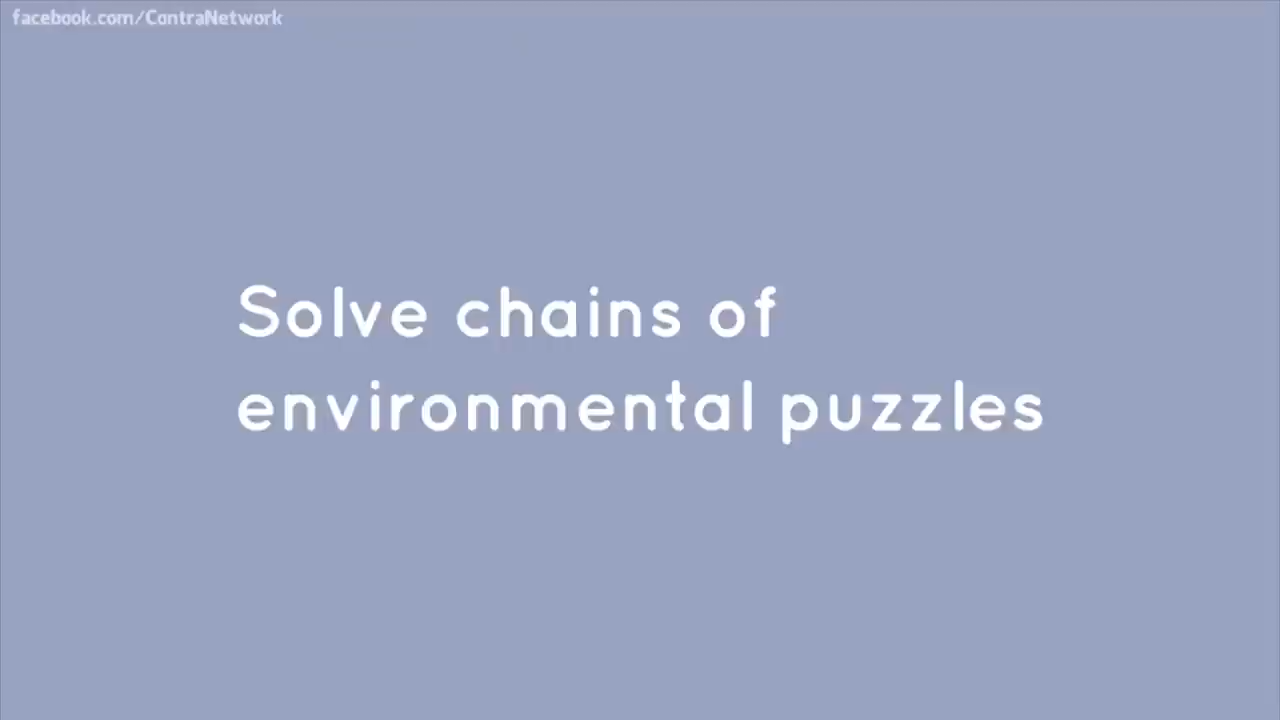 facebook.com/ContraNetwork
Solve chains of
environmental puzzles